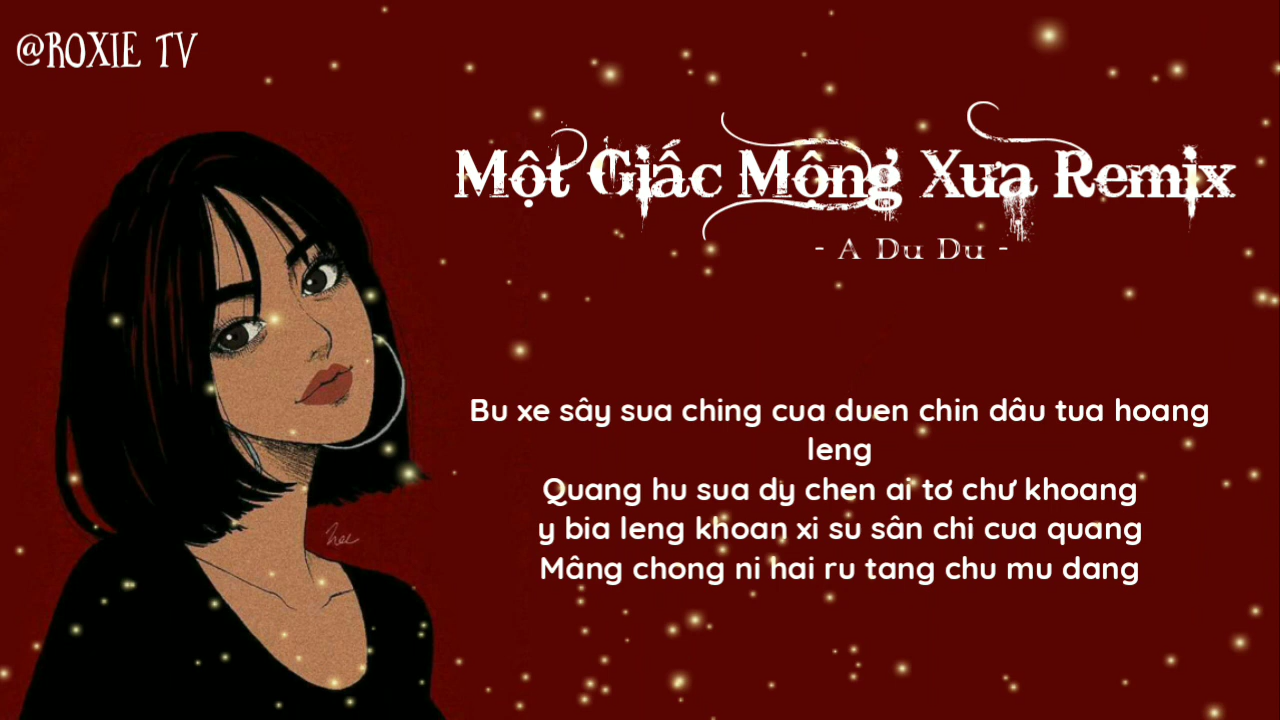 @ROXIE TV
Một Giấc Mộng Xưa Remix
- A Du Du -
Bu xe sây sua ching cua duen chin dâu tua hoang
leng
Quang hu sua dy chen ai tơ chư khoang
y bia leng khoan xi su sân chi cua quang
Mâng chong ni hai ru tang chu mu dang